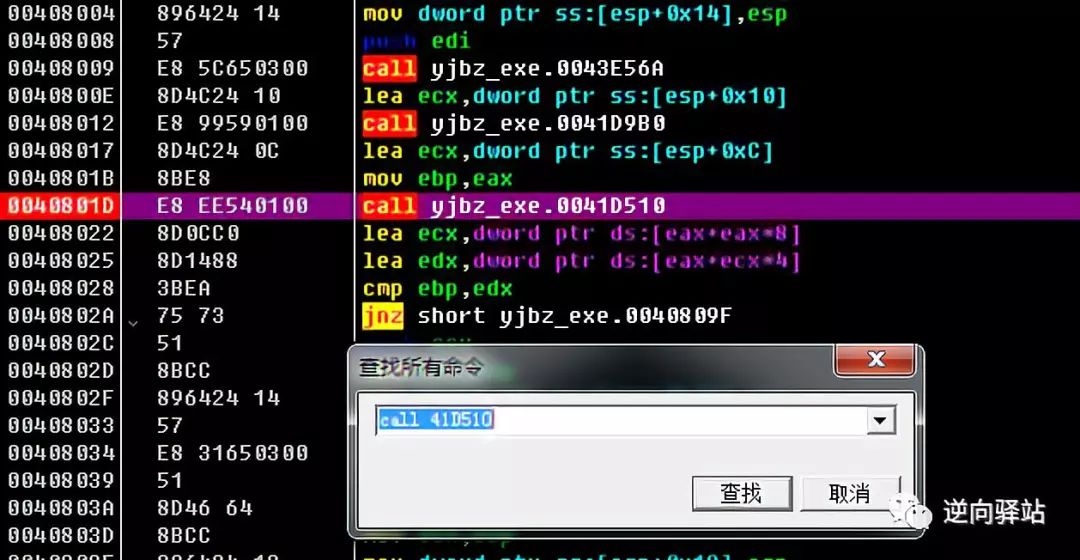 00408004 896424 14 mov dword ptr ss:[esp+0x14],esp
00408008 57 push edi
00408009 E8 5C650300 call yjbz_exe.0043E56A
0040800E 8D4C24 10 lea ecx,dword ptr ss:[esp+0x10]
00408012 E8 99590100 call yjbz_exe.0041D9B0
00408017 8D4C24 0C lea ecx,dword ptr ss:[esp+0xC]
0040801B 8BE8 mov ebp,eax
0040801D E8 EE540100 call yjbz_exe.0041D510
00408022 8D0CC0 lea ecx,dword ptr ds:[eax+eax*8]
00408025 8D1488 lea edx,dword ptr ds:[eax+ecx*4]
00408028 3BEA cmp ebp,edx
0040802A 75 73 jnz short yjbz_exe.0040809F
0040802C 51
0040802D 8BCC
0040802F 896424 14
00408033 57
00408034 E8 31650300
00408039 51
0040803A 8D46 64
0040803D 8BCC
查找所有命令
X
call 41D510
查找 取消
逆向驿站